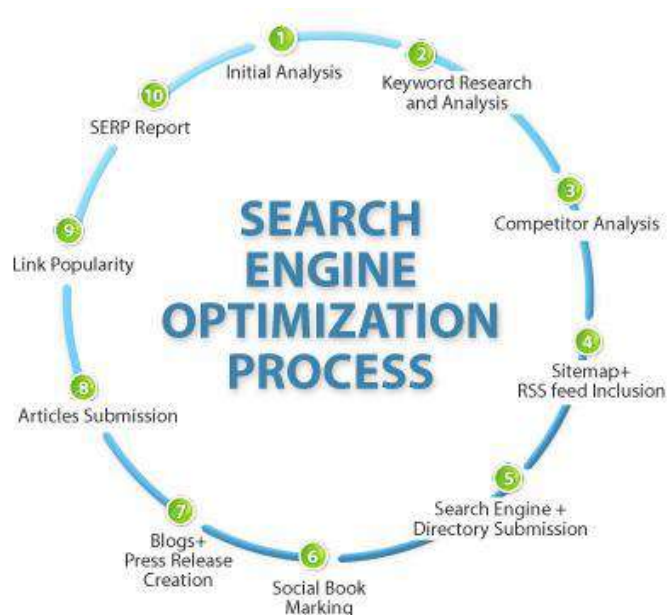 1
Initial Analysis
2
Keyword Research
and Analysis
3
Competitor Analysis
4
Sitemap+
RSS feed Inclusion
5
Search Engine +
Directory Submission
6
Social Book
Marking
7
Blogs+
Press Release
Creation
8
Articles Submission
9
Link Popularity
10
SERP Report
SEARCH
ENGINE
OPTIMIZATION
PROCESS